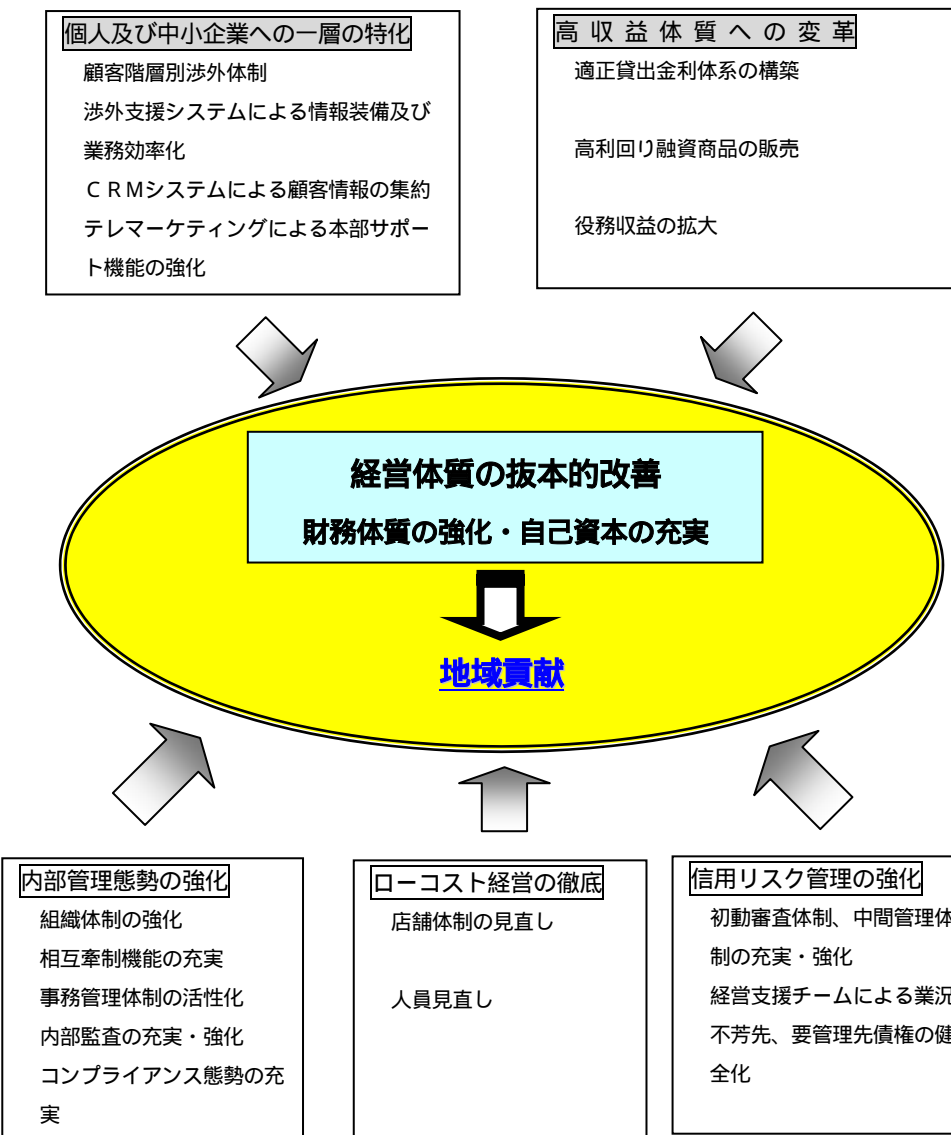 個人及び中小企業への一層の特化
顧客階層別渉外体制
渉外支援システムによる情報装備及び
業務効率化
ＣＲＭシステムによる顧客情報の集約
テレマーケティングによる本部サポー
ト機能の強化
高収益体質への変革
適正貸出金利体系の構築
高利回り融資商品の販売
役務収益の拡大
経営体質の抜本的改善
財務体質の強化・自己資本の充実
地域貢献
内部管理態勢の強化
組織体制の強化
相互牽制機能の充実
事務管理体制の活性化
内部監査の充実・強化
コンプライアンス態勢の充
実
ローコスト経営の徹底
店舗体制の見直し
人員見直し
信用リスク管理の強化
初動審査体制、中間管理体
制の充実・強化
経営支援チームによる業況
不芳先、要管理先債権の健
全化